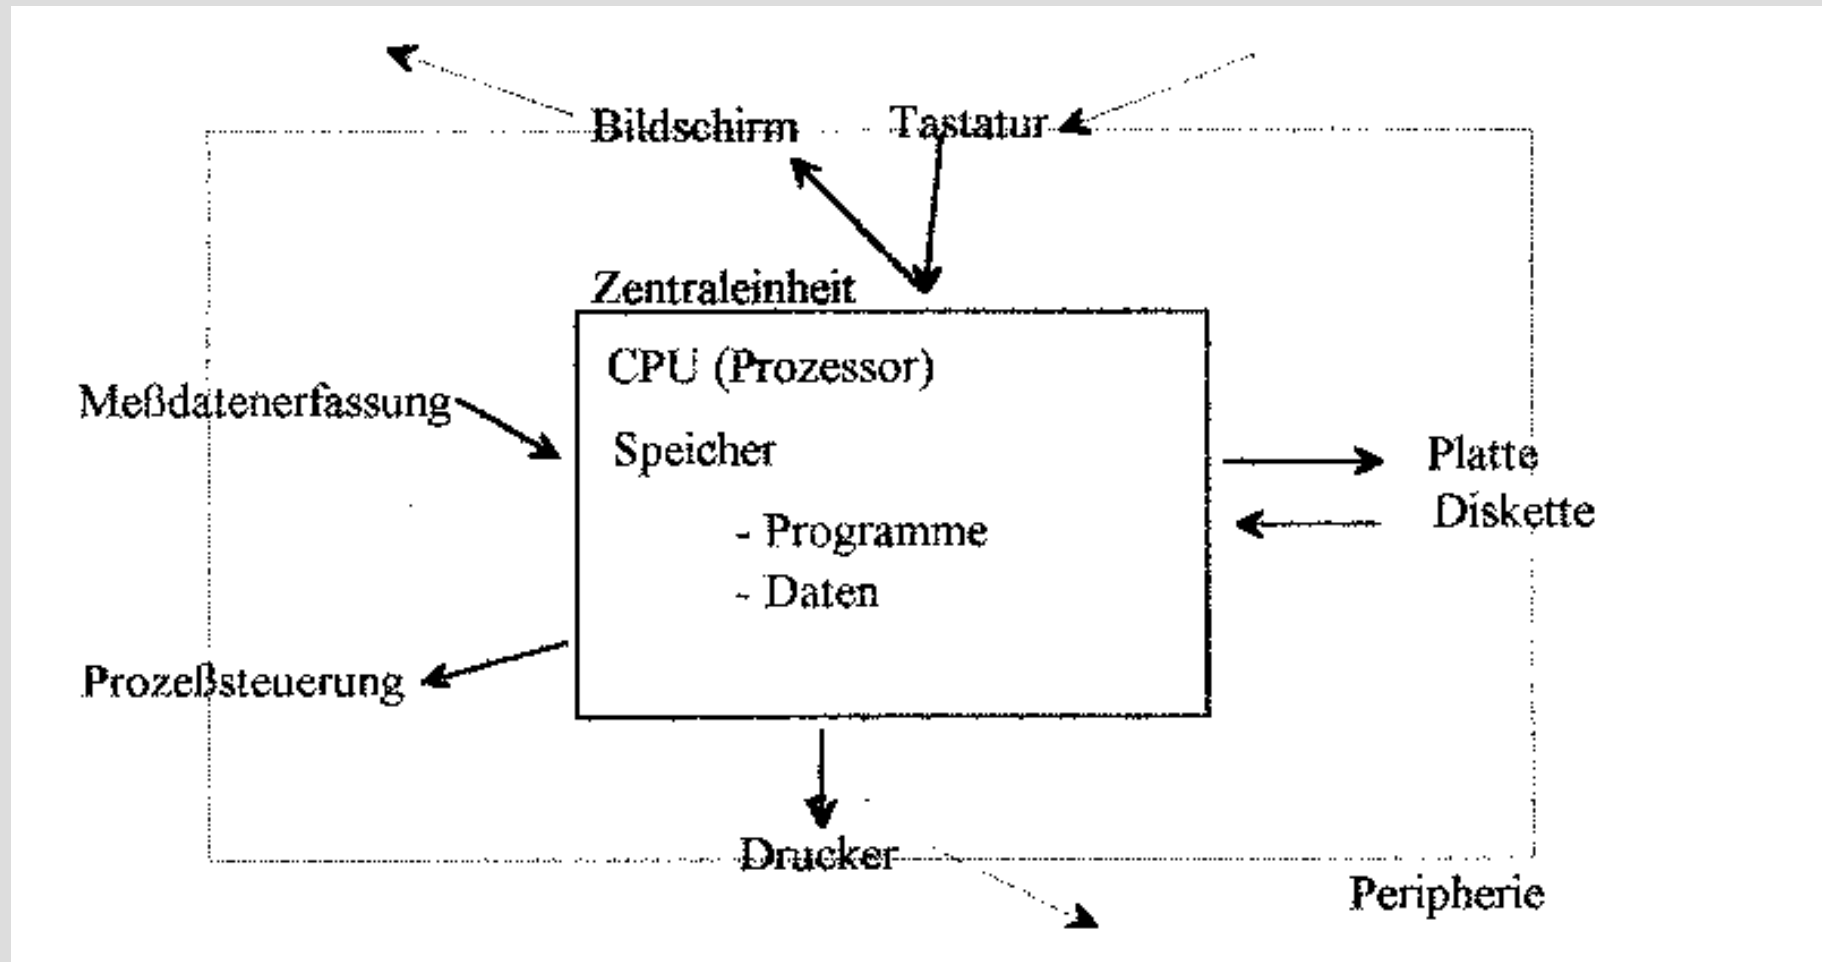 Bildschirm Tastatur
Zentraleinheit
CPU (Prozessor)
Meßdatenerfassung
Speicher
Platte
Diskette
- Programme
- Daten
Prozeßsteuerung
Drucker
Peripherie